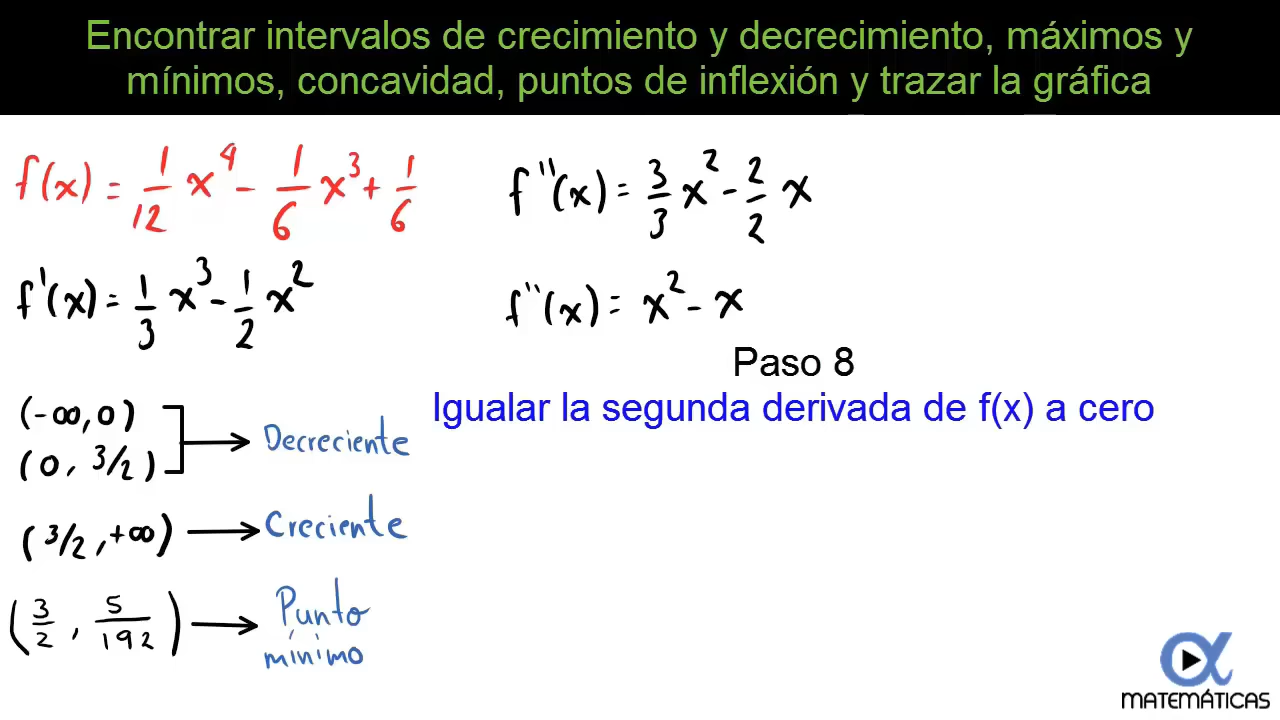 Encontrar intervalos de crecimiento y decrecimiento, máximos y
mínimos, concavidad, puntos de inflexión y trazar la gráfica
f(x) = 1/12 x⁴ - 1/6 x³ + 1/6
f'(x) = 1/3 x³ - 1/2 x²
(-∞, 0)
(0, 3/2)
Decreciente
(3/2, +∞) → Creciente
(3/2, 5/192) → Punto
mínimo
f''(x) = 3/3 x² - 2/2 x
f''(x) = x² - x
Paso 8
Igualar la segunda derivada de f(x) a cero
MATEMÁTICAS